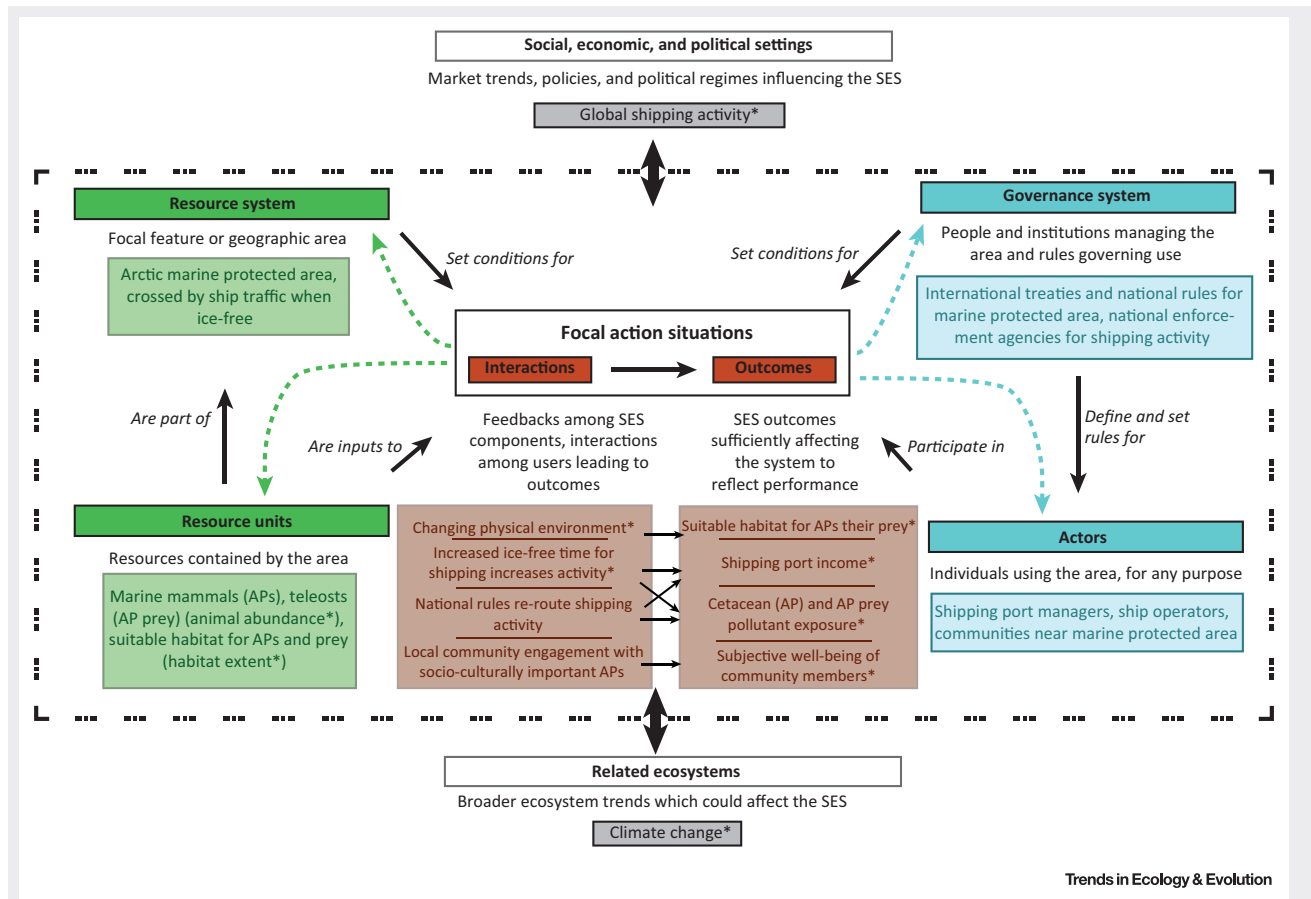 Social, economic, and political settings
Market trends, policies, and political regimes influencing the SES
Global shipping activity*
Resource system
Focal feature or geographic area
Arctic marine protected area,
crossed by ship traffic when
ice-free
Set conditions for
Set conditions for
Governance system
People and institutions managing the
area and rules governing use
International treaties and national rules for
marine protected area, national enforce-
ment agencies for shipping activity
Focal action situations
Interactions
Outcomes
Feedbacks among SES
components, interactions
among users leading to
outcomes
SES outcomes
sufficiently affecting
the system to
reflect performance
Are part of
Are inputs to
Participate in
Define and set
rules for
Resource units
Resources contained by the area
Marine mammals (APs), teleosts
(AP prey) (animal abundance*),
suitable habitat for APs and prey
(habitat extent*)
Changing physical environment*
Increased ice-free time for
shipping increases activity*
National rules re-route shipping
activity
Local community engagement with
socio-culturally important APs
Suitable habitat for APs their prey*
Shipping port income*
Cetacean (AP) and AP prey
pollutant exposure*
Subjective well-being of
community members*
Actors
Individuals using the area, for any purpose
Shipping port managers, ship operators,
communities near marine protected area
Related ecosystems
Broader ecosystem trends which could affect the SES
Climate change*
Trends in Ecology & Evolution